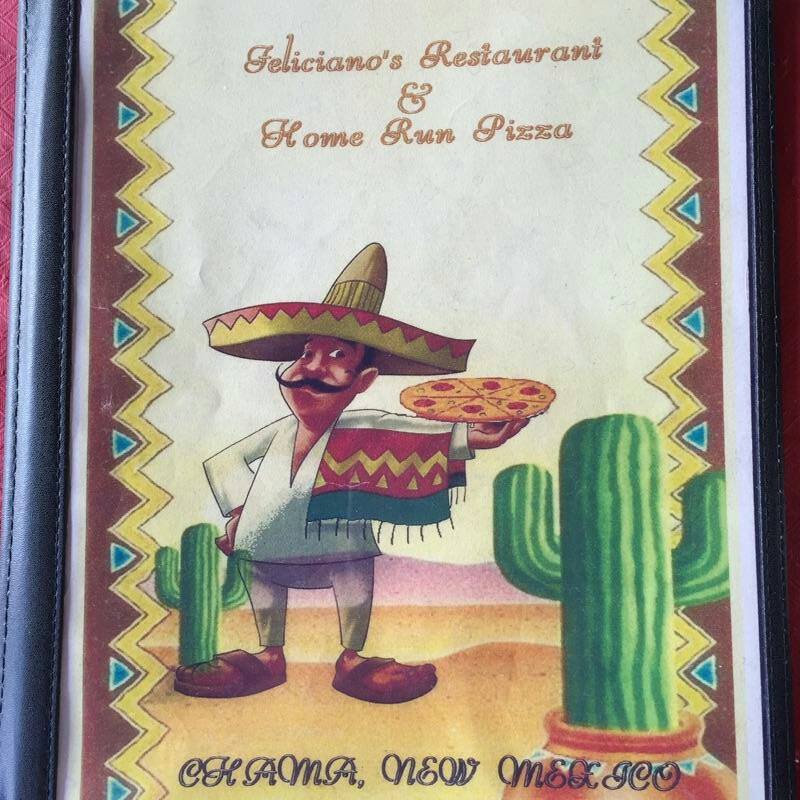 Feliciano's Restaurant
&
Home Run Pizza
CHAMA, NEW MEXICO